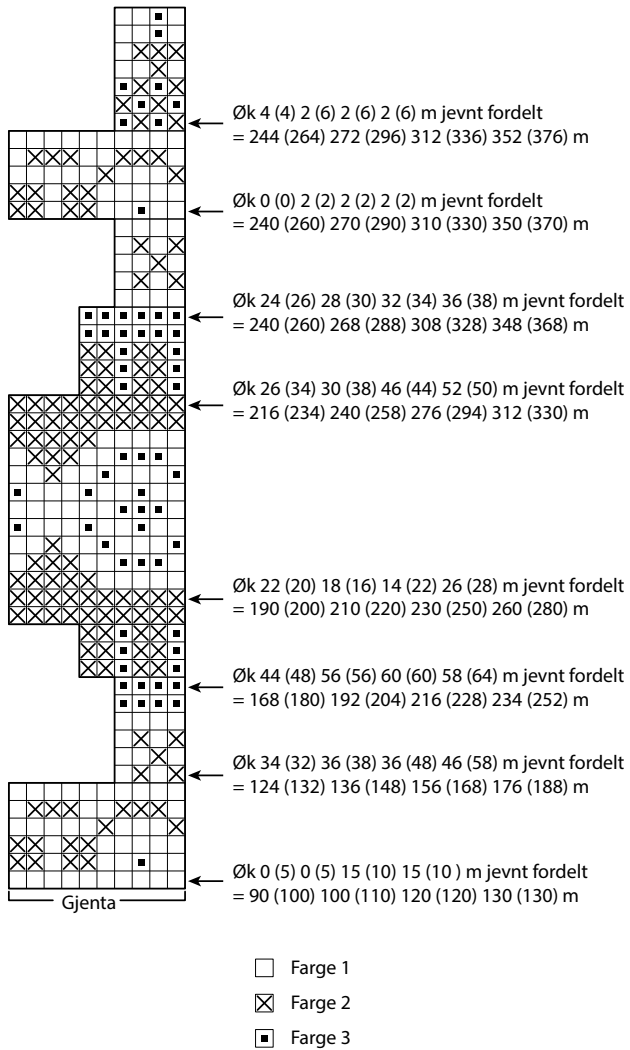 Øk 4 (4) 2 (6) 2 (6) 2 (6) m jevnt fordelt
= 244 (264) 272 (296) 312 (336) 352 (376) m
Øk 0 (0) 2 (2) 2 (2) 2 (2) m jevnt fordelt
= 240 (260) 270 (290) 310 (330) 350 (370) m
Øk 24 (26) 28 (30) 32 (34) 36 (38) m jevnt fordelt
= 240 (260) 268 (288) 308 (328) 348 (368) m
Øk 26 (34) 30 (38) 46 (44) 52 (50) m jevnt fordelt
= 216 (234) 240 (258) 276 (294) 312 (330) m
Øk 22 (20) 18 (16) 14 (22) 26 (28) m jevnt fordelt
= 190 (200) 210 (220) 230 (250) 260 (280) m
Øk 44 (48) 56 (56) 60 (60) 58 (64) m jevnt fordelt
= 168 (180) 192 (204) 216 (228) 234 (252) m
Øk 34 (32) 36 (38) 36 (48) 46 (58) m jevnt fordelt
= 124 (132) 136 (148) 156 (168) 176 (188) m
Øk 0 (5) 0 (5) 15 (10) 15 (10 ) m jevnt fordelt
= 90 (100) 100 (110) 120 (120) 130 (130) m
Gjenta
Farge 1
Farge 2
Farge 3